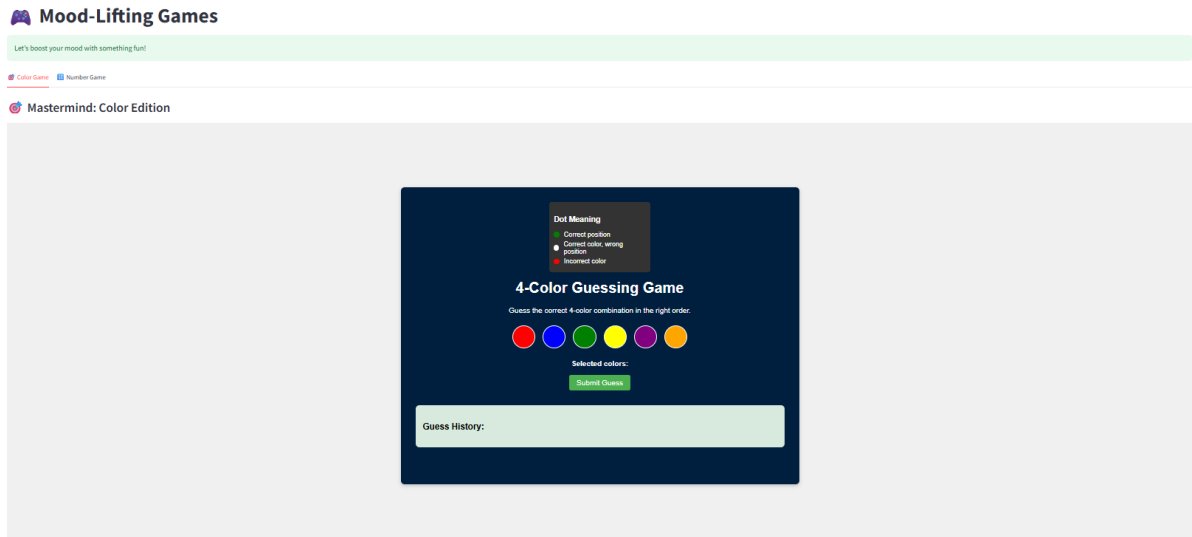 Mood-Lifting Games
Let's boost your mood with something fun!
Color Game
Number Game
Mastermind: Color Edition
Dot Meaning
Correct position
Correct color, wrong
position
Incorrect color
4-Color Guessing Game
Guess the correct 4-color combination in the right order.
Selected colors:
Submit Guess
Guess History: